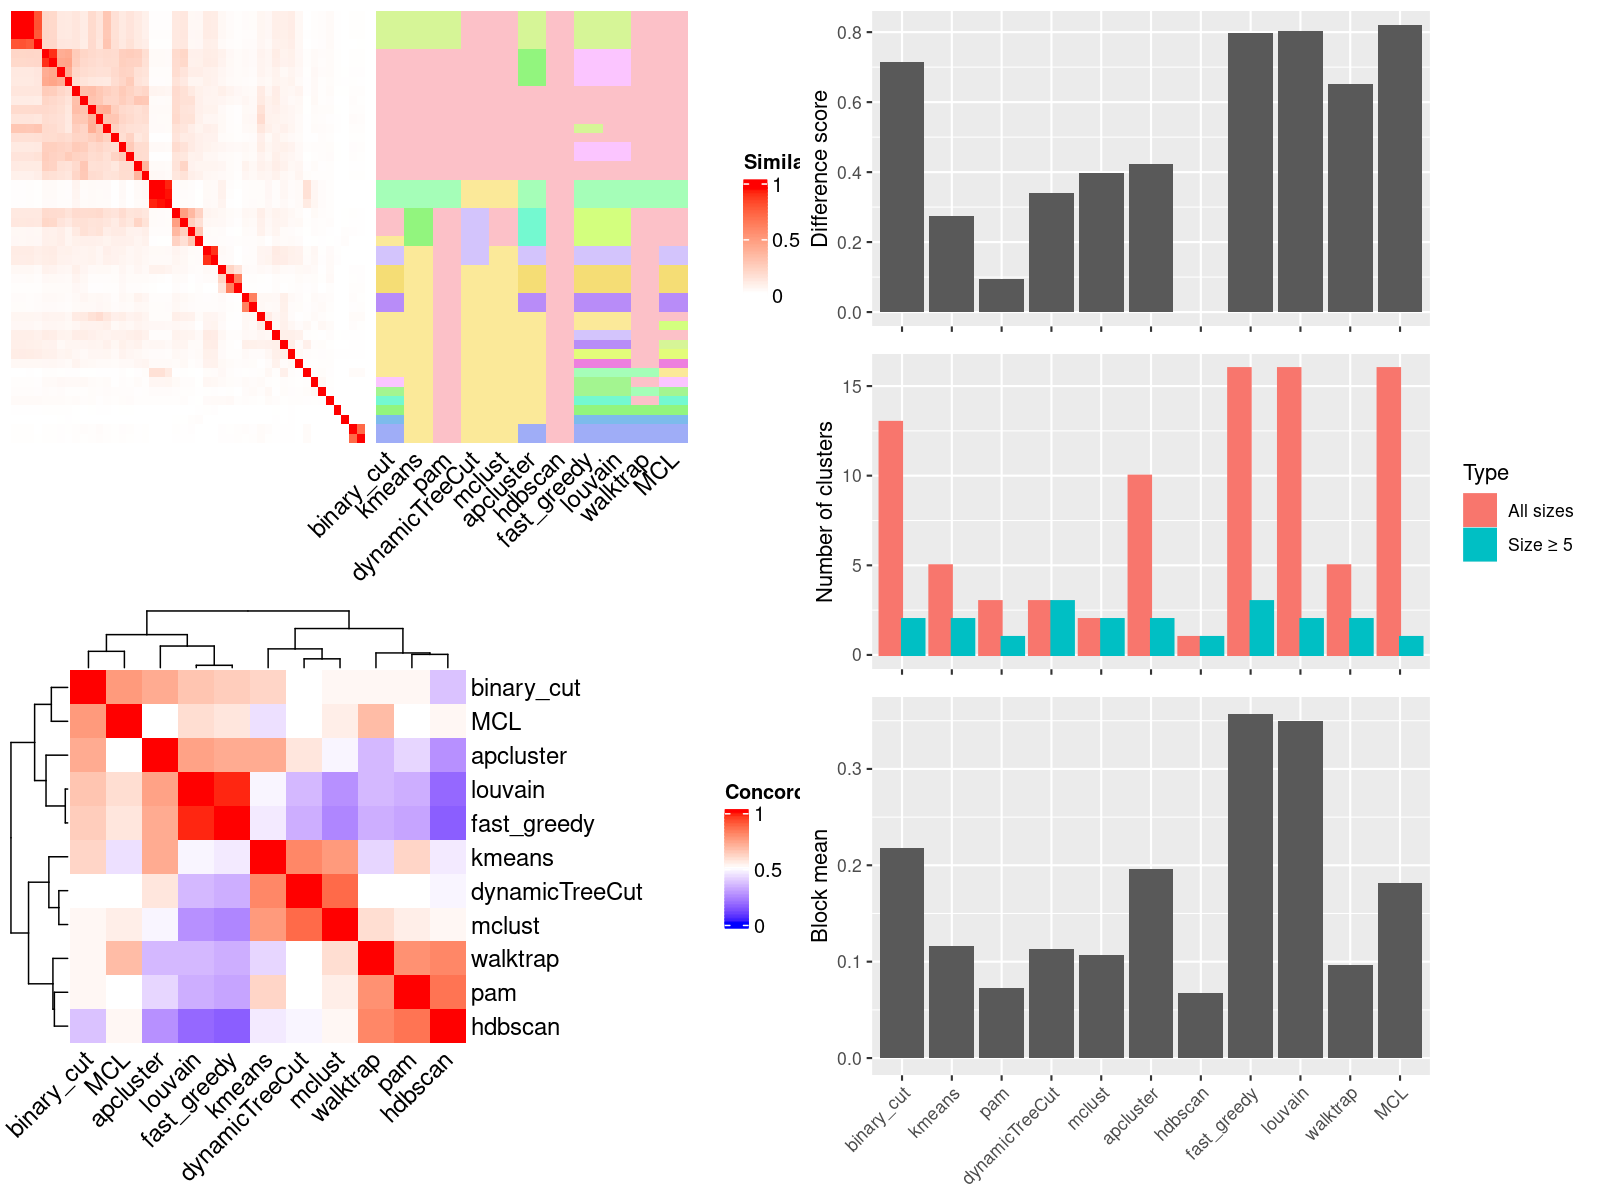 Simila
1
0.5
0
binary_cut
kmeans
pam
dynamicTreeCut
mclust
apcluster
hdbscan
fast_greedy
louvain
walktrap
MCL
binary_cut
MCL
apcluster
louvain
fast_greedy
kmeans
dynamicTreeCut
mclust
walktrap
pam
hdbscan
binary_cut
MCL
apcluster
louvain
fast_greedy
kmeans
dynamicTreeCut
mclust
walktrap
pam
hdbscan
Concord
1
0.5
0
Difference score
0.8
0.6
0.4
0.2
0.0
Number of clusters
15
10
5
0
Type
All sizes
Size ≥ 5
Block mean
0.3
0.2
0.1
0.0
binary_cut
kmeans
pam
dynamicTreeCut
mclust
apcluster
hdbscan
fast_greedy
louvain
walktrap
MCL